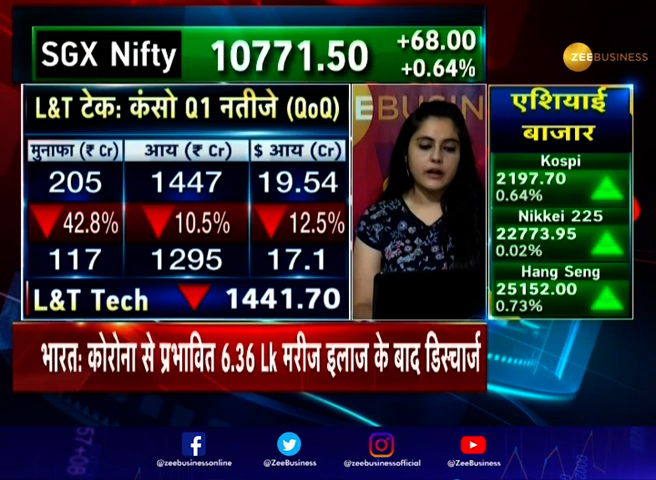 SGX Nifty 10771.50 +68.00
+0.64%
ZEEBUSINESS
L&T टेक: कंसो Q1 नतीजे (QoQ)
मुनाफा (₹ Cr) आय (₹ Cr) $ आय (Cr)
205 1447 19.54
42.8% 10.5% 12.5%
117 1295 17.1
L&T Tech 1441.70
EBUSIN
एशियाई
बाजार
Kospi
2197.70
0.64%
Nikkei 225
22773.95
0.02%
Hang Seng
25152.00
0.73%
भारत: कोरोना से प्रभावित 6.36 Lk मरीज इलाज के बाद डिस्चार्ज
@zeebusinessonline @ZeeBusiness @zeebusinessofficial @ZeeBusiness